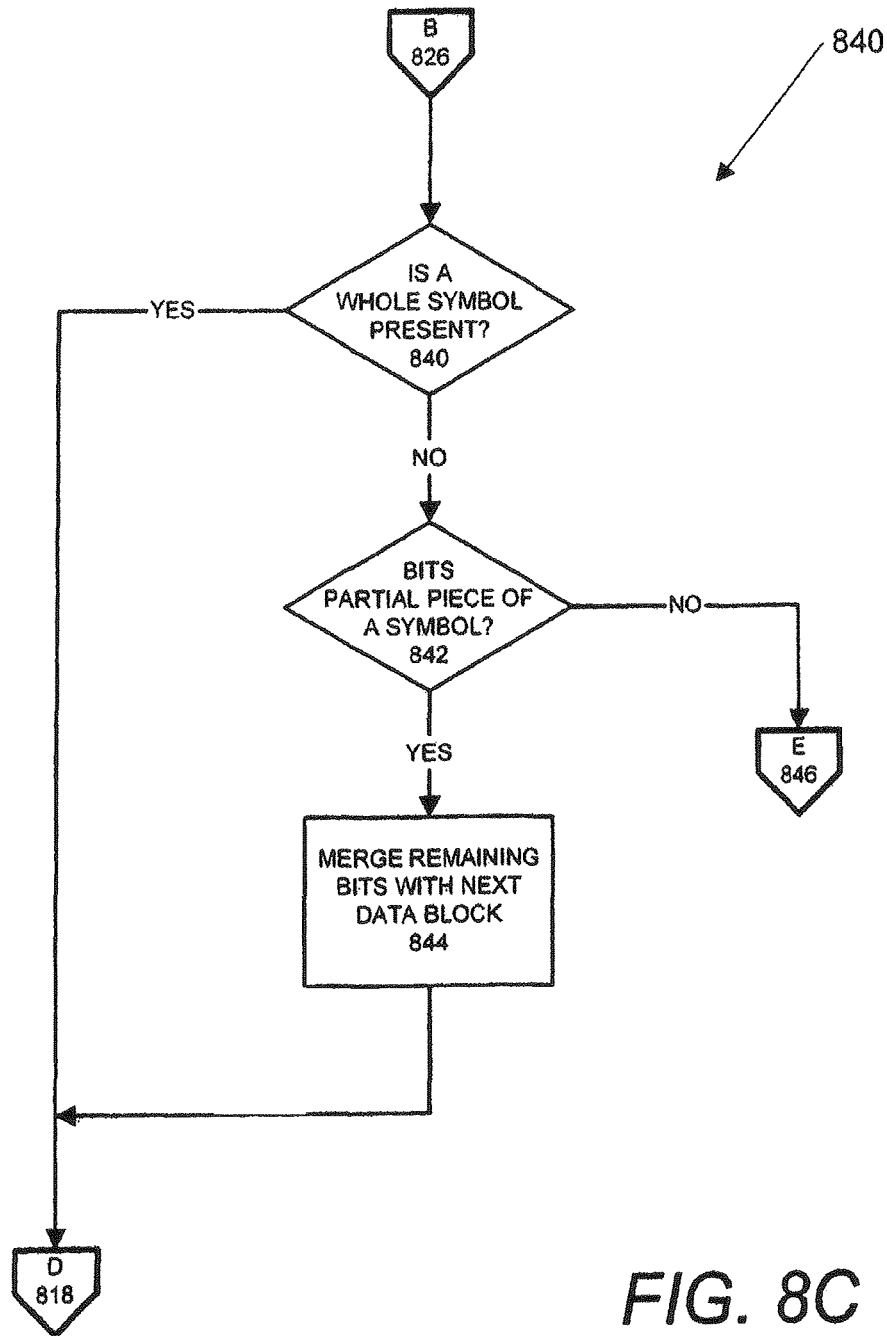 B
826
840
IS A
WHOLE SYMBOL
PRESENT?
840
YES
NO
BITS
PARTIAL PIECE OF
A SYMBOL?
842
NO
YES
E
846
MERGE REMAINING
BITS WITH NEXT
DATA BLOCK
844
D
818
FIG. 8C